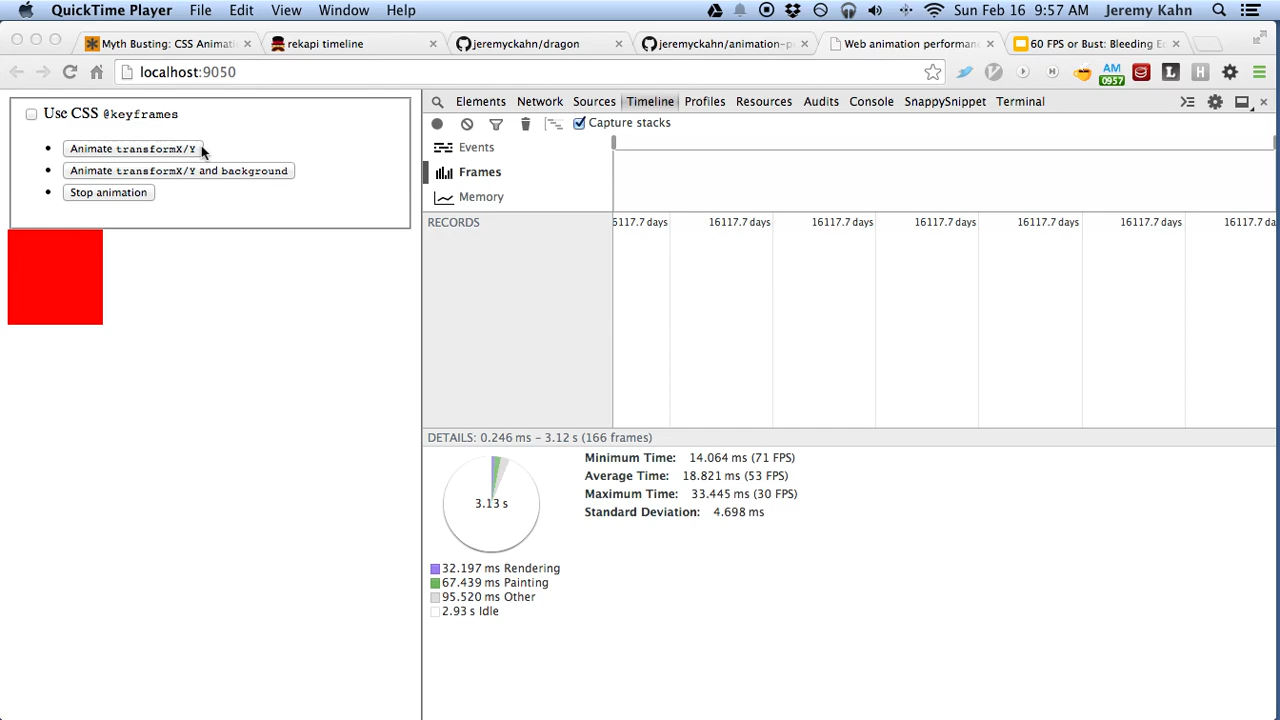 QuickTime Player File Edit View Window Help Sun Feb 16 9:57 AM Jeremy Kahn
Myth Busting: CSS Animati rekapi timeline jeremyckahn/dragon jeremyckahn/animation-p Web animation performan 60 FPS or Bust: Bleeding E
localhost:9050 AM 0957 L H
Use CSS @keyframes
Animate transformX/Y
Animate transformX/Y and background
Stop animation
Elements Network Sources Timeline Profiles Resources Audits Console SnappySnippet Terminal
Capture stacks
Events
Frames
Memory
RECORDS 16117.7 days 16117.7 days 16117.7 days 16117.7 days 16117.7 days 16117.7 days 16117.7 da
DETAILS: 0.246 ms – 3.12 s (166 frames)
3.13 s
Minimum Time: 14.064 ms (71 FPS)
Average Time: 18.821 ms (53 FPS)
Maximum Time: 33.445 ms (30 FPS)
Standard Deviation: 4.698 ms
32.197 ms Rendering
67.439 ms Painting
95.520 ms Other
2.93 s Idle